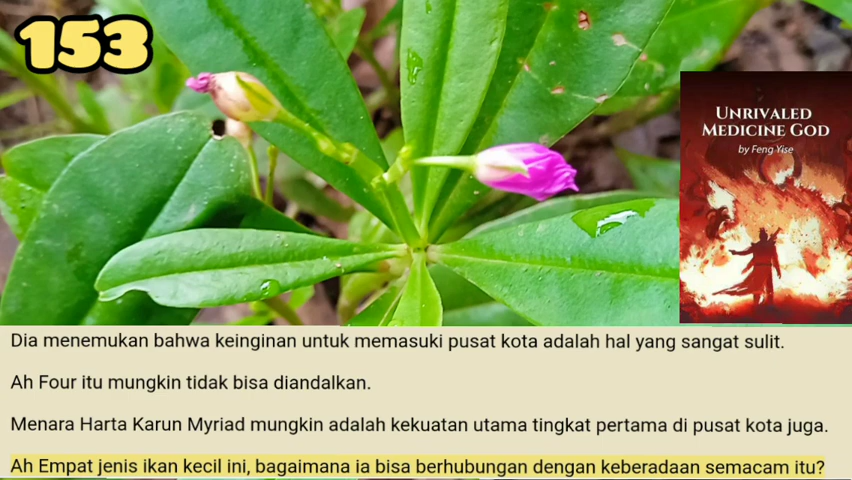 153
UNRIVALED
MEDICINE GOD
by Feng Yise
Dia menemukan bahwa keinginan untuk memasuki pusat kota adalah hal yang sangat sulit.
Ah Four itu mungkin tidak bisa diandalkan.
Menara Harta Karun Myriad mungkin adalah kekuatan utama tingkat pertama di pusat kota juga.
Ah Empat jenis ikan kecil ini, bagaimana ia bisa berhubungan dengan keberadaan semacam itu?